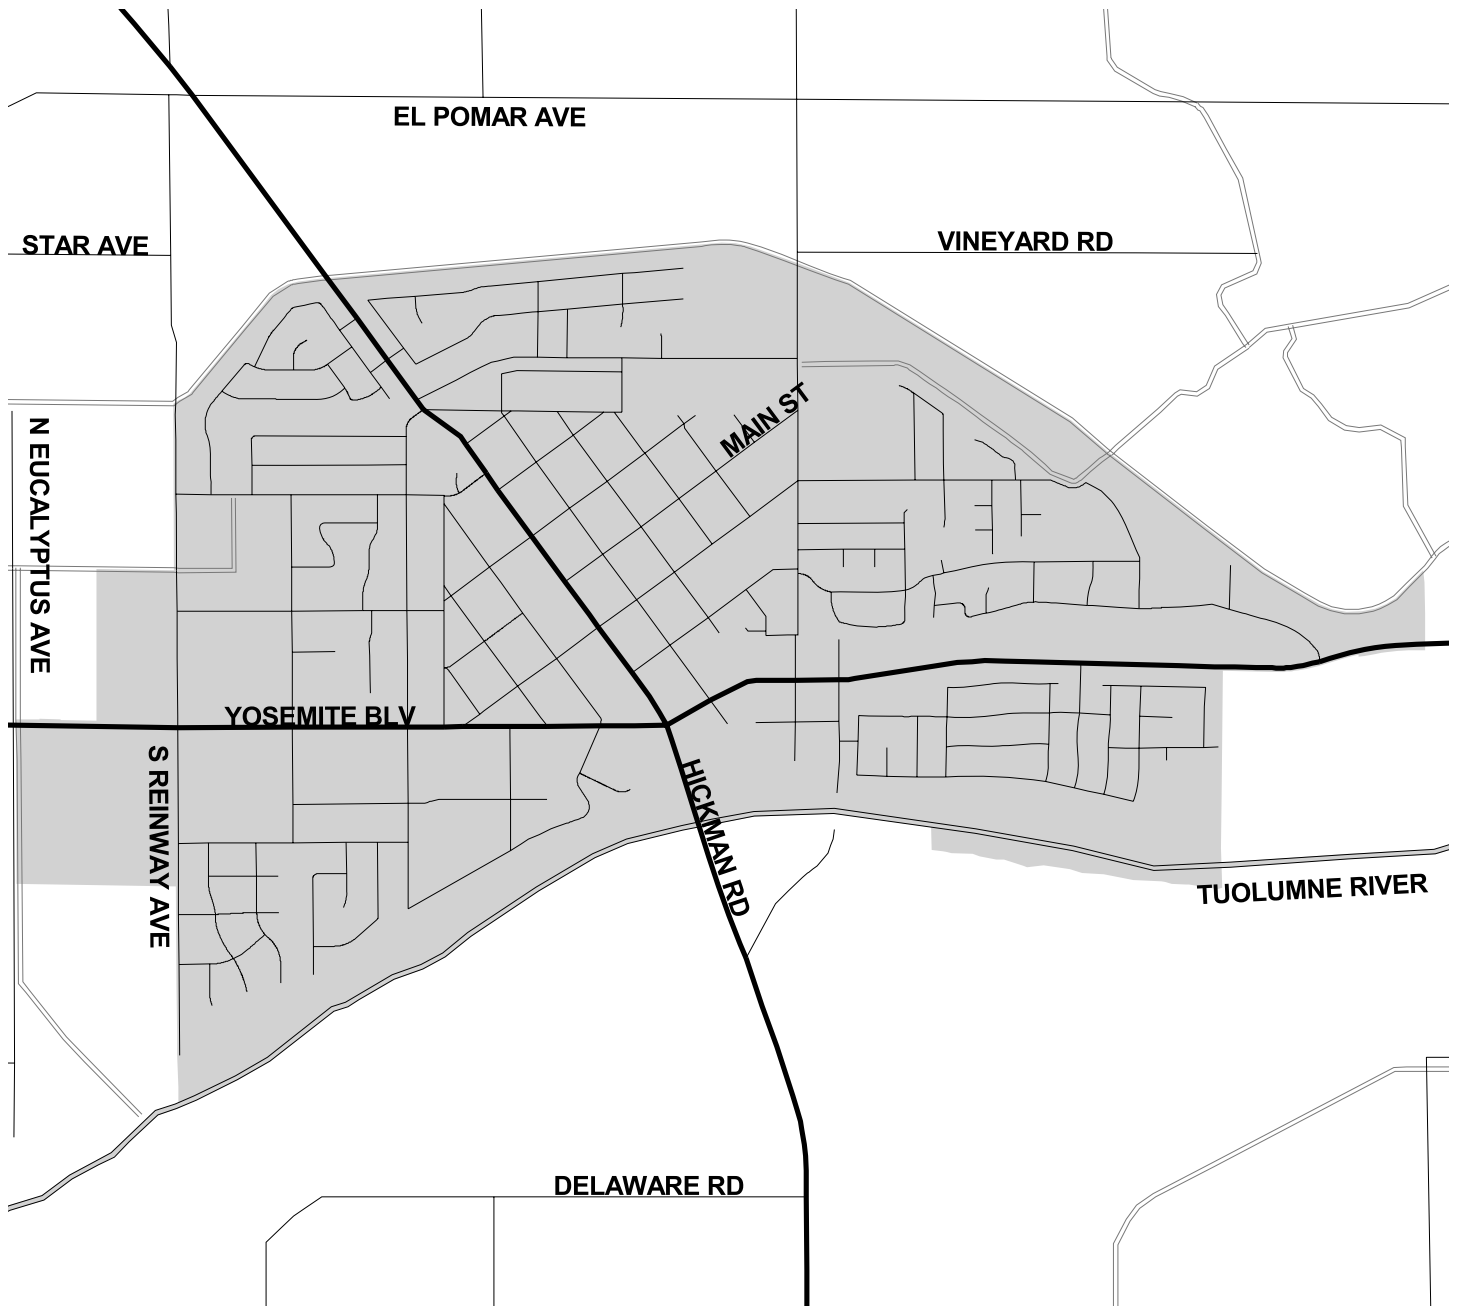 EL POMAR AVE
STAR AVE
VINEYARD RD
MAIN ST
N EUCALYPTUS AVE
YOSEMITE BLV
S REINWAY AVE
HICKMAN RD
TUOLUMNE RIVER
DELAWARE RD